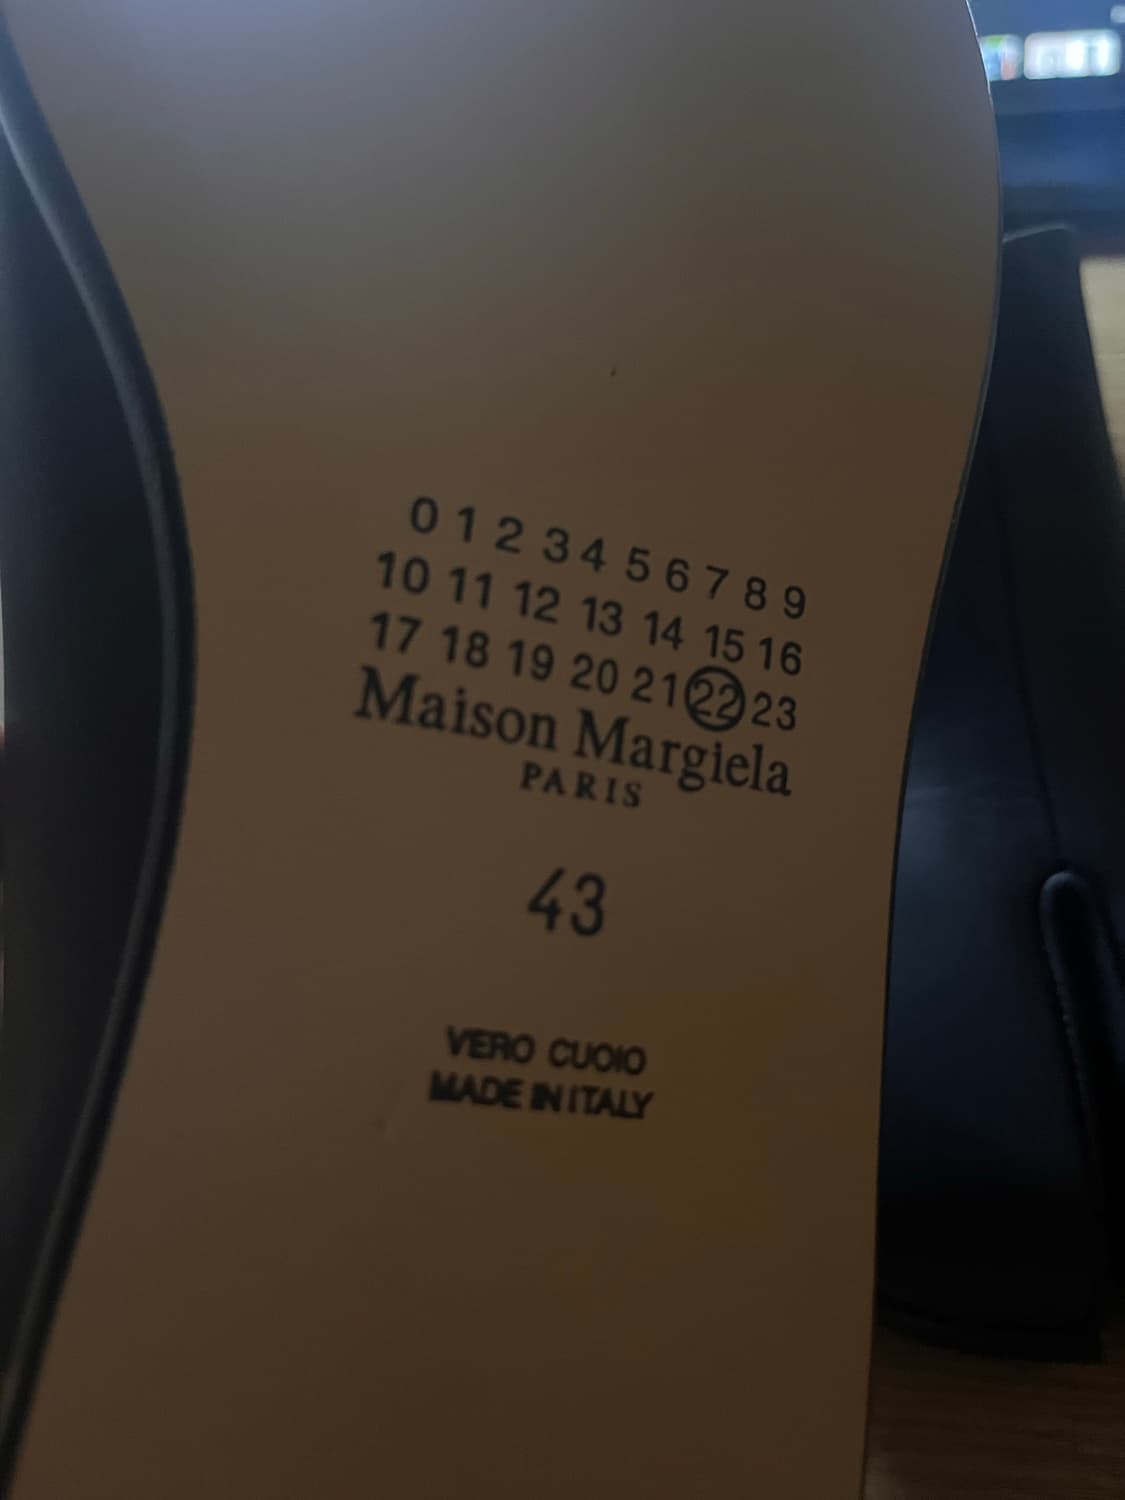 0 1 2 3 4 5 6 7 8 9
10 11 12 13 14 15 16
17 18 19 20 21 22 23
Maison Margiela
PARIS
43
VERO CUOIO
MADE IN ITALY